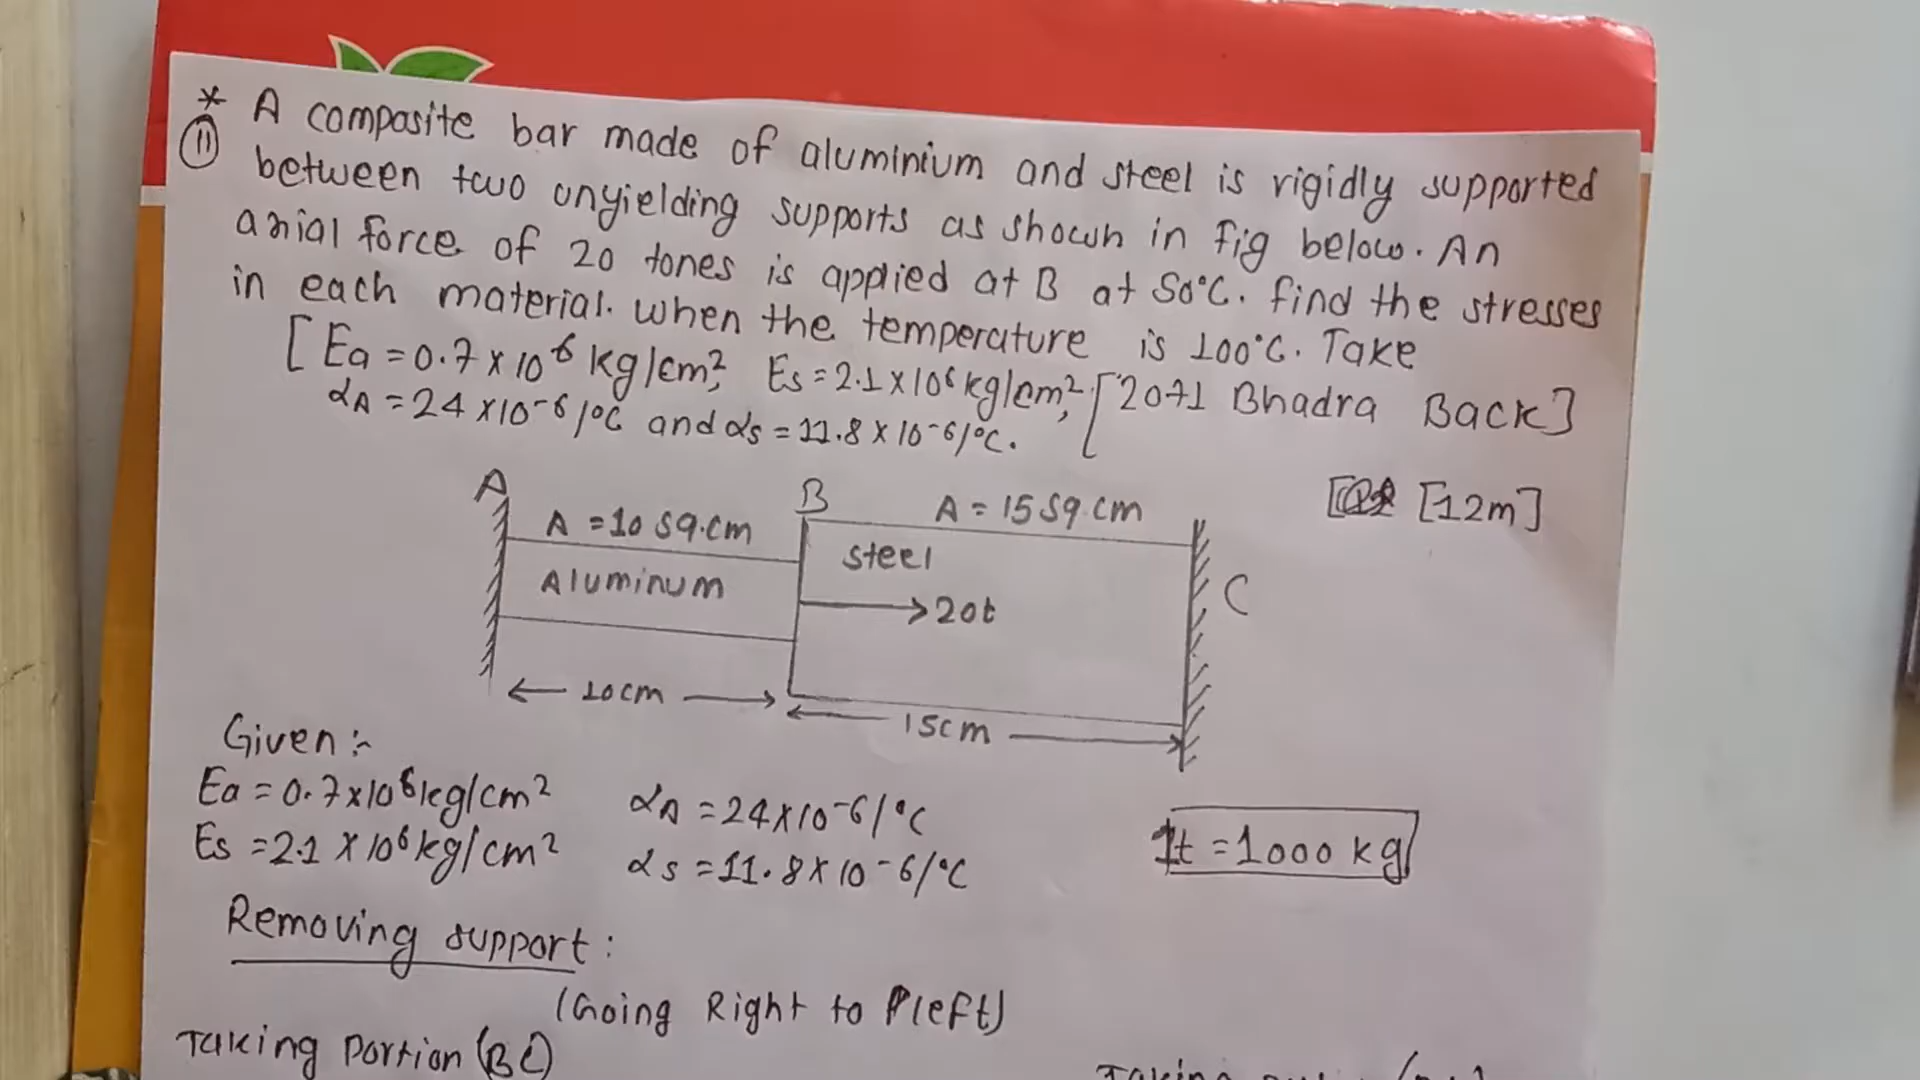 * A composite bar made of aluminium and steel is rigidly supported
(11) between two unyielding supports as shown in fig below. An
axial force of 20 tones is applied at B at 50°C. find the stresses
in each material. when the temperature is 100°C. Take
[Ea = 0.7 x 10^6 kg/cm², Es = 2.1 x 10^6 kg/cm², [2071 Bhadra Back]
αA = 24 x 10^-6/°C and αs = 11.8 x 10^-6/°C.
[12m]
A
B
A = 10 sq.cm
A = 15 sq.cm
Aluminum
steel
20t
C
10cm
15cm
Given :-
Ea = 0.7x10^6 kg/cm² αA = 24x10^-6/°C
Es = 2.1 x 10^6 kg/cm² αs = 11.8x10^-6/°C
1t = 1000 kg
Removing support :
(Going Right to left)
Taking portion (BC)
Taking